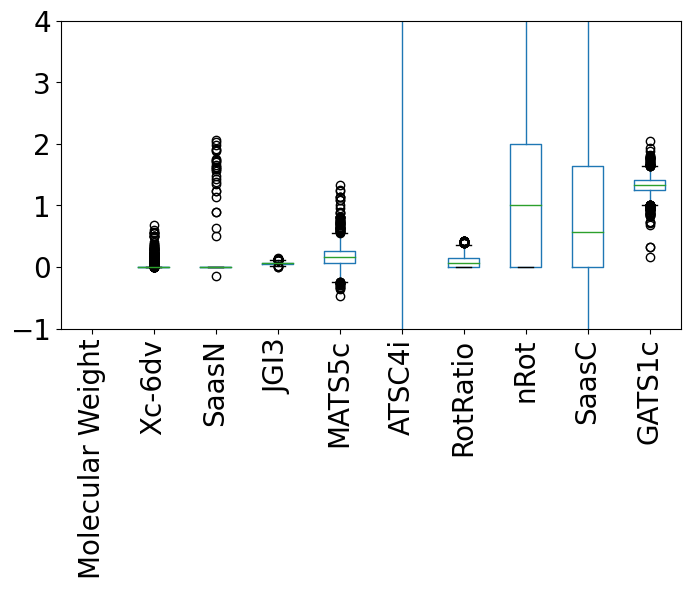 4
3
2
1
0
−1
Molecular Weight
Xc-6dv
SaasN
JGI3
MATS5c
ATSC4i
RotRatio
nRot
SaasC
GATS1c